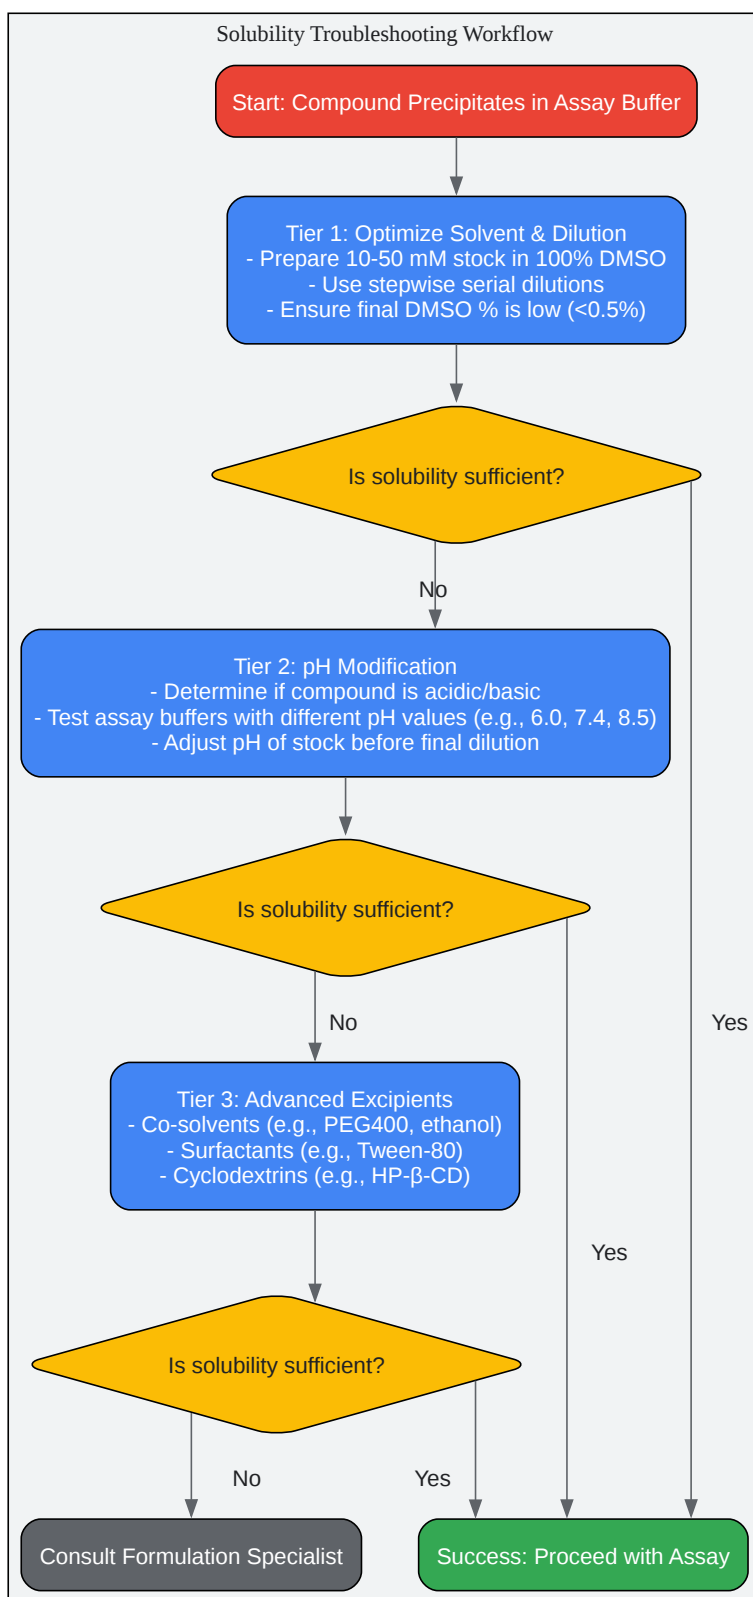 Solubility Troubleshooting Workflow
Start: Compound Precipitates in Assay Buffer
Tier 1: Optimize Solvent & Dilution
- Prepare 10-50 mM stock in 100% DMSO
- Use stepwise serial dilutions
- Ensure final DMSO % is low (<0.5%)
Is solubility sufficient?
No
Tier 2: pH Modification
- Determine if compound is acidic/basic
- Test assay buffers with different pH values (e.g., 6.0, 7.4, 8.5)
- Adjust pH of stock before final dilution
Is solubility sufficient?
No
Yes
Tier 3: Advanced Excipients
- Co-solvents (e.g., PEG400, ethanol)
- Surfactants (e.g., Tween-80)
- Cyclodextrins (e.g., HP-β-CD)
Yes
Is solubility sufficient?
No
Yes
Consult Formulation Specialist
Success: Proceed with Assay